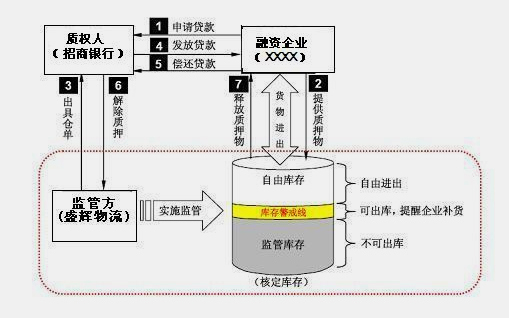 1 申请贷款
质权人
（招商银行）
4 发放贷款
融资企业
（XXXX）
5 偿还贷款
3 出具仓单
6 解除质押
7 释放质押物
货物进出
2 提供质押物
监管方
(盛辉物流)
实施监管
自由库存
自由进出
库存警戒线
可出库，提醒企业补货
监管库存
不可出库
（核定库存）